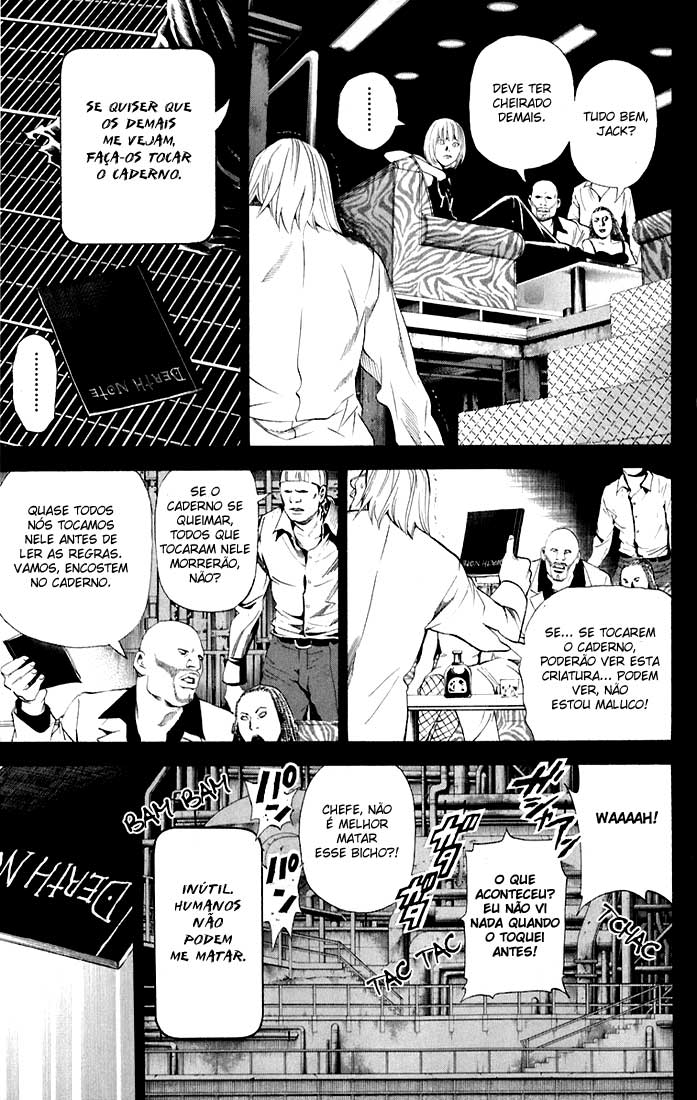 TUDO BEM,
JACK?
DEVE TER
CHEIRADO
DEMAIS.
.........
SE QUISER QUE
OS DEMAIS
ME VEJAM,
FAÇA-OS TOCAR
O CADERNO.
DEATH NOTE
.........
SE... SE TOCAREM
O CADERNO,
PODERÃO VER ESTA
CRIATURA... PODEM
VER, NÃO
ESTOU MALUCO!
SE O
CADERNO SE
QUEIMAR,
TODOS QUE
TOCARAM NELE
MORRERÃO,
NÃO?
QUASE TODOS
NÓS TOCAMOS
NELE ANTES DE
LER AS REGRAS.
VAMOS, ENCOSTEM
NO CADERNO.
WAAAAH!
TCHAC
O QUE
ACONTECEU?
EU NÃO VI
NADA QUANDO
O TOQUEI
ANTES!
TAC TAC
CHEFE, NÃO
É MELHOR
MATAR
ESSE BICHO?!
BAM BAM
INÚTIL.
HUMANOS
NÃO
PODEM
ME MATAR.
DEATH N